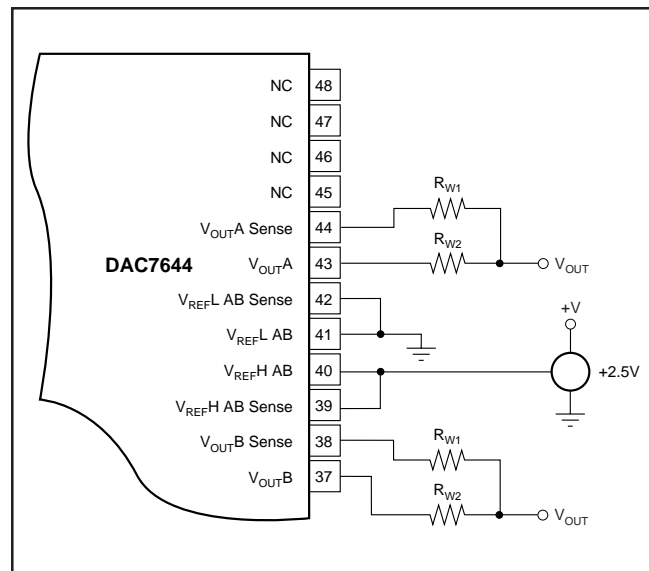 NC 48
NC 47
NC 46
NC 45
V_OUTA Sense 44 R_W1
DAC7644 V_OUTA 43 R_W2 V_OUT
V_REFL AB Sense 42
V_REFL AB 41 +V
V_REFH AB 40 +2.5V
V_REFH AB Sense 39
V_OUTB Sense 38 R_W1
V_OUTB 37 R_W2 V_OUT